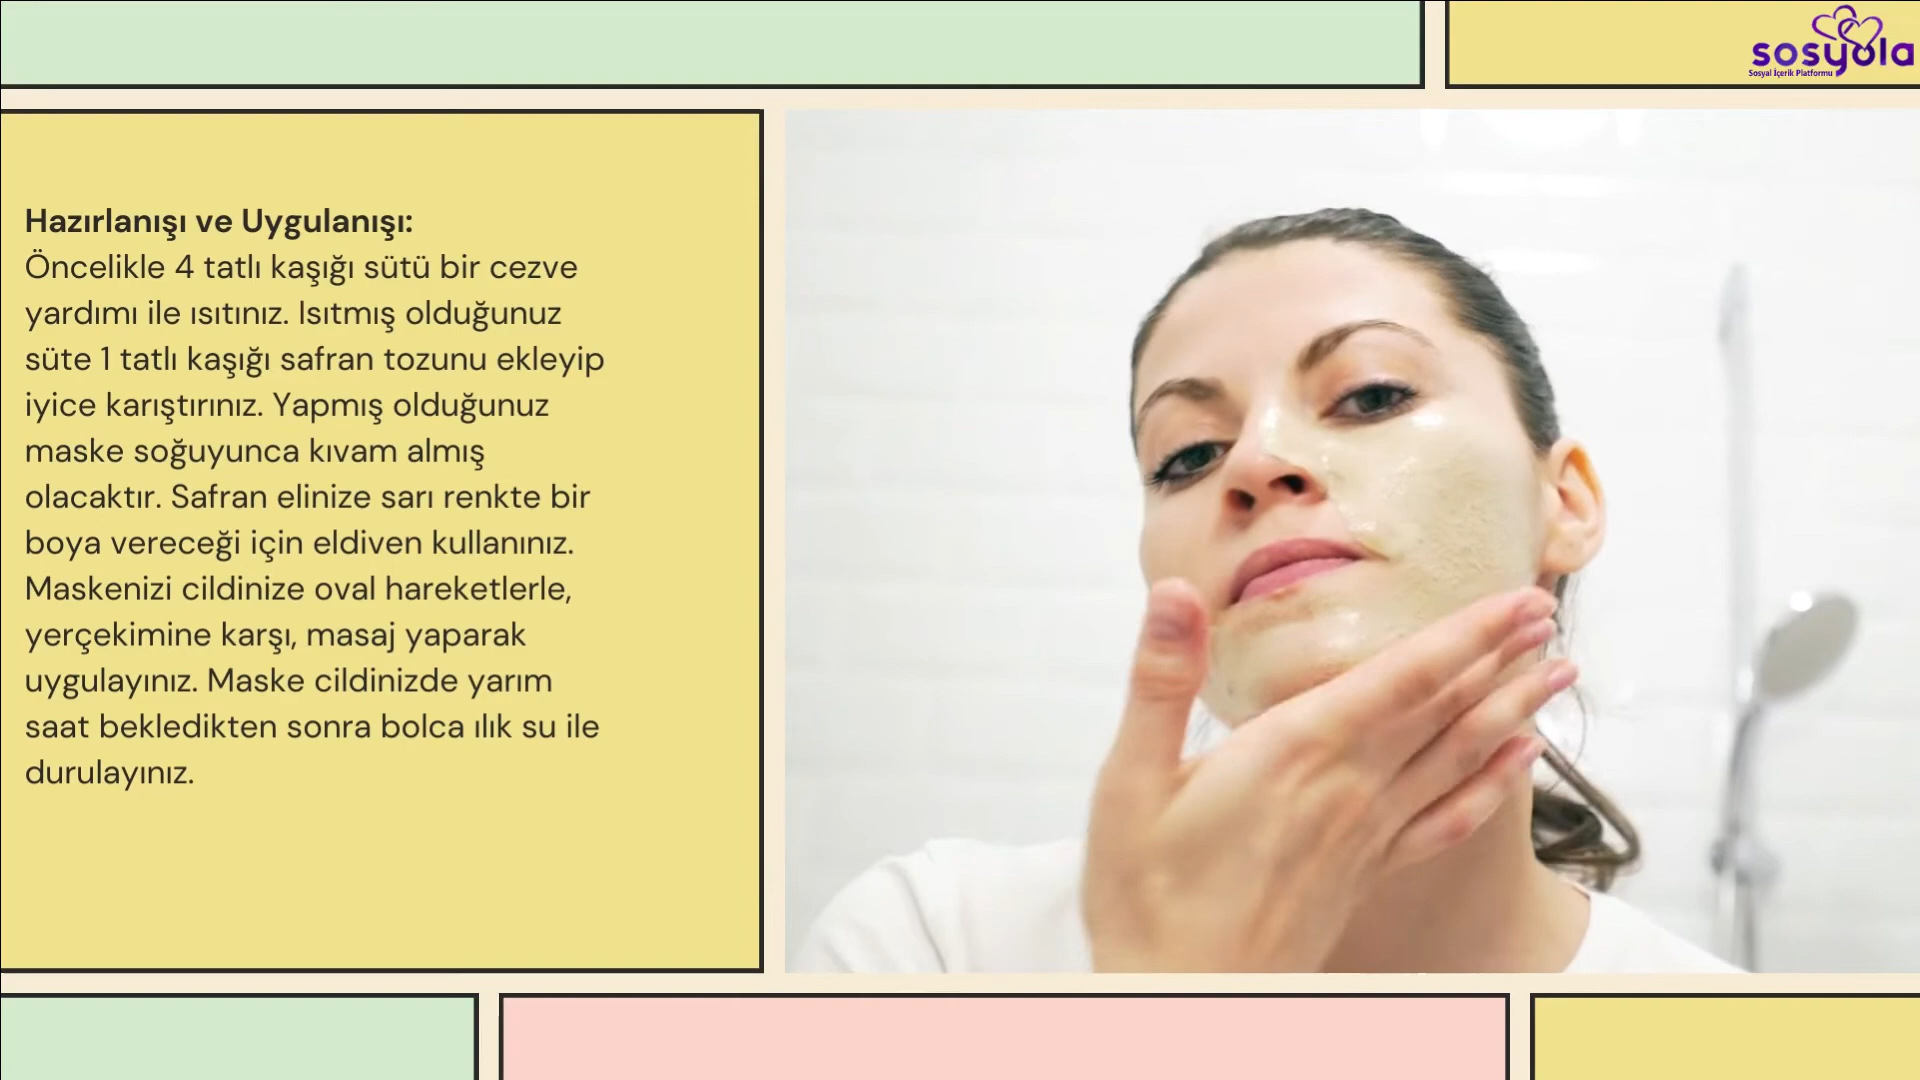 sosyola
Sosyal İçerik Platformu
Hazırlanışı ve Uygulanışı:
Öncelikle 4 tatlı kaşığı sütü bir cezve
yardımı ile ısıtınız. Isıtmış olduğunuz
süte 1 tatlı kaşığı safran tozunu ekleyip
iyice karıştırınız. Yapmış olduğunuz
maske soğuyunca kıvam almış
olacaktır. Safran elinize sarı renkte bir
boya vereceği için eldiven kullanınız.
Maskenizi cildinize oval hareketlerle,
yerçekimine karşı, masaj yaparak
uygulayınız. Maske cildinizde yarım
saat bekledikten sonra bolca ılık su ile
durulayınız.